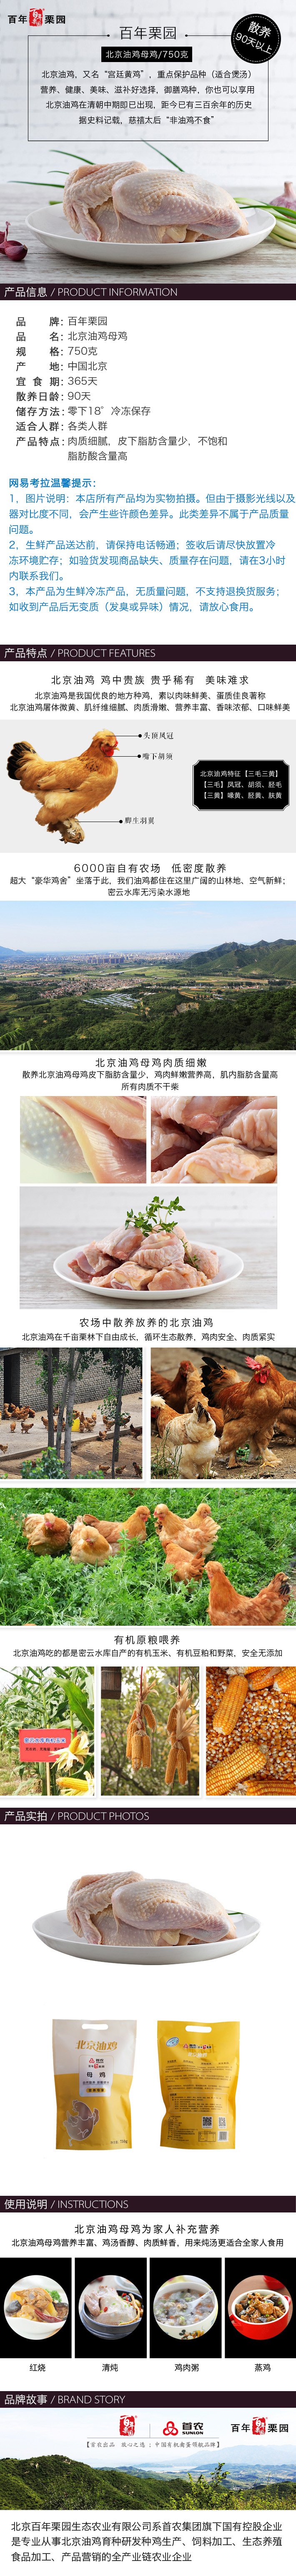 百年栗园
散养
90天以上
百年栗园
北京油鸡母鸡/750克
北京油鸡，又名“宫廷黄鸡”，重点保护品种（适合煲汤）
营养、健康、美味、滋补好选择，御膳鸡种，你也可以享用
北京油鸡在清朝中期即已出现，距今已有三百余年的历史
据史料记载，慈禧太后“非油鸡不食”
产品信息 / PRODUCT INFORMATION
品 牌: 百年栗园
品 名: 北京油鸡母鸡
规 格: 750克
产 地: 中国北京
宜 食 期: 365天
散养日龄: 90天
储存方法: 零下18°冷冻保存
适合人群: 各类人群
产品特点: 肉质细腻，皮下脂肪含量少，不饱和
脂肪酸含量高
网易考拉温馨提示：
1，图片说明：本店所有产品均为实物拍摄。但由于摄影光线以及
器对比度不同，会产生些许颜色差异。此类差异不属于产品质量
问题。
2，生鲜产品送达前，请保持电话畅通；签收后请尽快放置冷
冻环境贮存；如验货发现商品缺失、质量存在问题，请在3小时
内联系我们。
3，本产品为生鲜冷冻产品，无质量问题，不支持退换货服务；
如收到产品后无变质（发臭或异味）情况，请放心食用。
产品特点 / PRODUCT FEATURES
北京油鸡 鸡中贵族 贵乎稀有 美味难求
北京油鸡是我国优良的地方种鸡，素以肉味鲜美、蛋质佳良著称
北京油鸡屠体微黄、肌纤维细腻、肉质滑嫩、营养丰富、香味浓郁、口味鲜美
头顶凤冠
嘴下胡须
胫生羽翼
北京油鸡特征【三毛三黄】
【三毛】凤冠、胡须、胫毛
【三黄】喙黄、胫黄、肤黄
6000亩自有农场 低密度散养
超大“豪华鸡舍”坐落于此，我们油鸡都住在这里广阔的山林地、空气新鲜；
密云水库无污染水源地
北京油鸡母鸡肉质细嫩
散养北京油鸡母鸡皮下脂肪含量少，鸡肉鲜嫩营养高，肌内脂肪含量高
所有肉质不干柴
农场中散养放养的北京油鸡
北京油鸡在千亩栗林下自由成长，循环生态散养，鸡肉安全、肉质紧实
有机原粮喂养
北京油鸡吃的都是密云水库自产的有机玉米、有机豆粕和野菜，安全无添加
产品实拍 / PRODUCT PHOTOS
北京油鸡
首农
母鸡
使用说明 / INSTRUCTIONS
北京油鸡母鸡为家人补充营养
北京油鸡母鸡营养丰富、鸡汤香醇、肉质鲜香，用来炖汤更适合全家人食用
红烧
清炖
鸡肉粥
蒸鸡
品牌故事 / BRAND STORY
首农
SUNLON
百年栗园
【首农出品 放心之选；中国有机禽蛋领航品牌】
北京百年栗园生态农业有限公司系首农集团旗下国有控股企业
是专业从事北京油鸡育种研发种鸡生产、饲料加工、生态养殖
食品加工、产品营销的全产业链农业企业